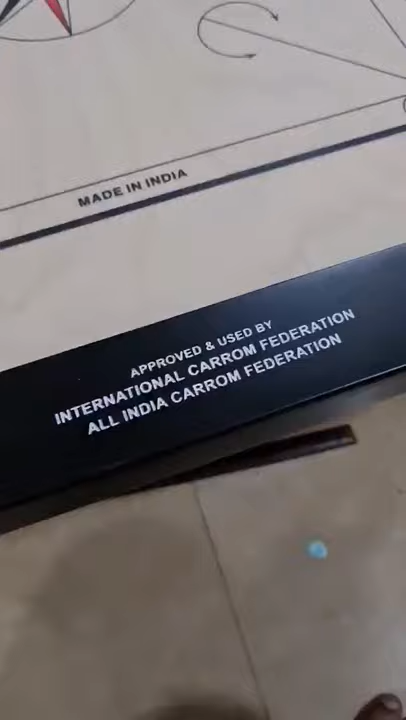 MADE IN INDIA
APPROVED & USED BY
INTERNATIONAL CARROM FEDERATION
ALL INDIA CARROM FEDERATION